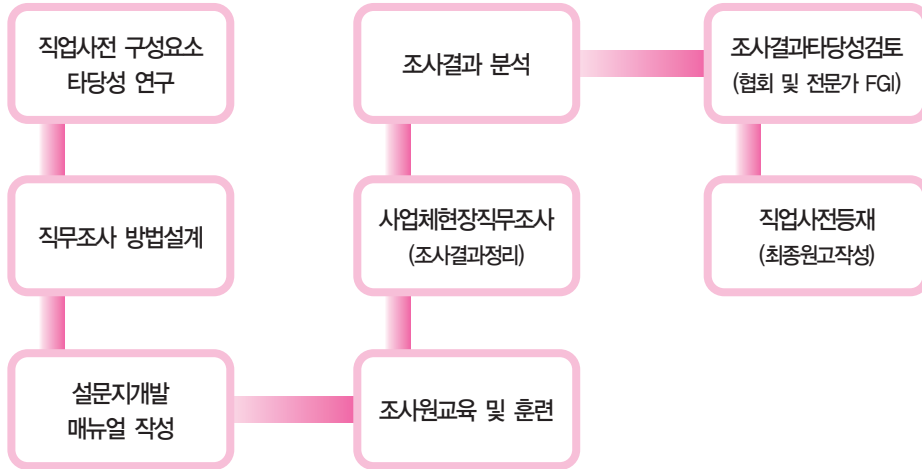 직업사전 구성요소
타당성 연구
직무조사 방법설계
설문지개발
매뉴얼 작성
조사원교육 및 훈련
사업체현장직무조사
(조사결과정리)
조사결과 분석
조사결과타당성검토
(협회 및 전문가 FGI)
직업사전등재
(최종원고작성)